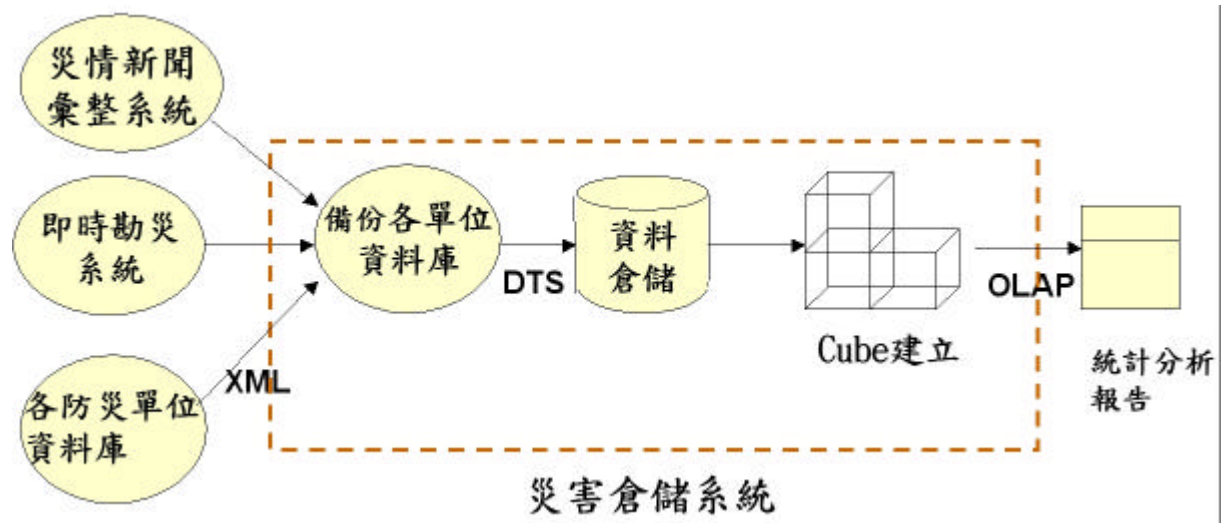 災情新聞
彙整系統
即時勘災
系統
各防災單位
資料庫
XML
備份各單位
資料庫
DTS
資料
倉儲
Cube建立
OLAP
統計分析
報告
災害倉儲系統